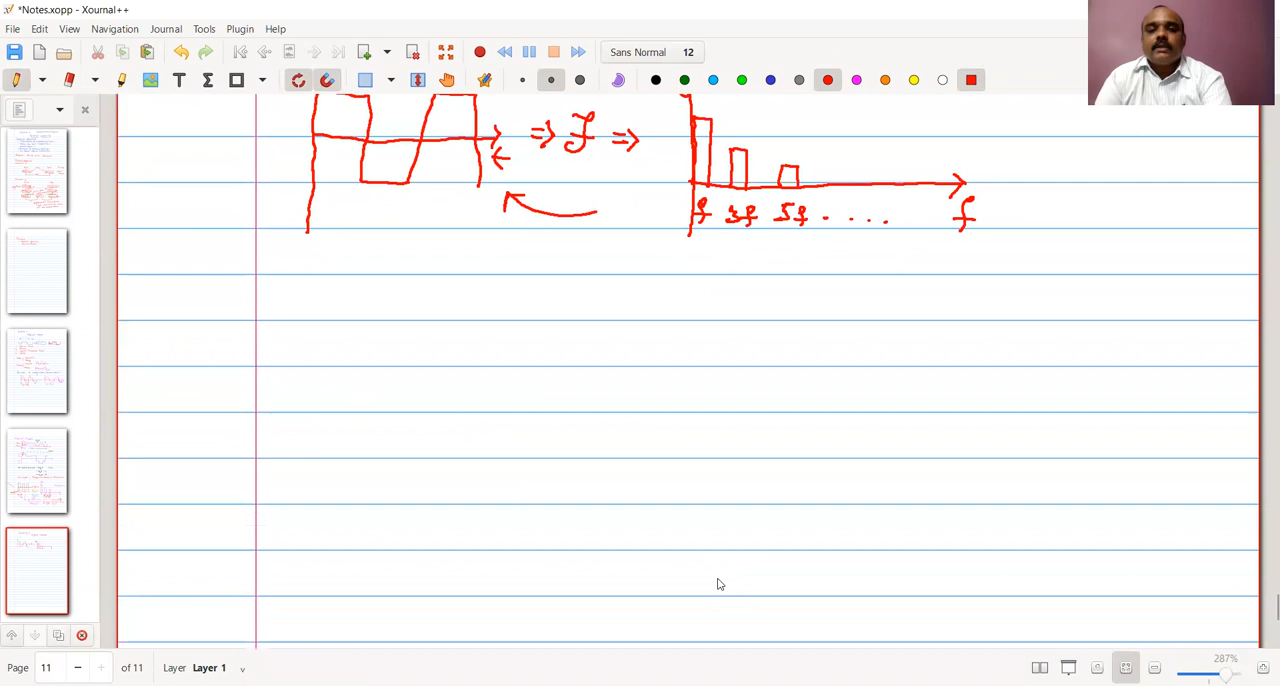 *Notes.xopp - Xournal++
File Edit View Navigation Journal Tools Plugin Help
Sans Normal 12
=> F =>
f 3f 5f . . . . f
Page 11 of 11 Layer Layer 1 287%